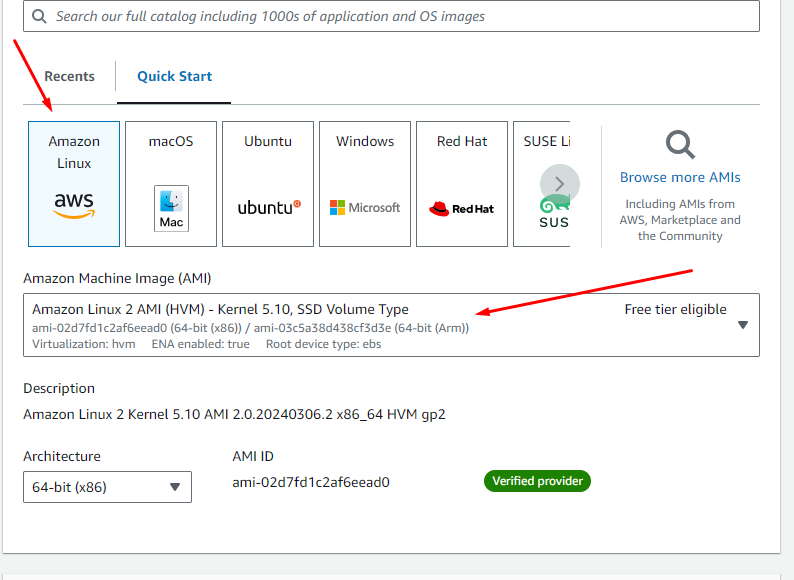 Search our full catalog including 1000s of application and OS images
Recents
Quick Start
Amazon
Linux
aws
macOS
Mac
Ubuntu
ubuntu
Windows
Microsoft
Red Hat
Red Hat
SUSE Li
SUS
Browse more AMIs
Including AMIs from
AWS, Marketplace and
the Community
Amazon Machine Image (AMI)
Amazon Linux 2 AMI (HVM) - Kernel 5.10, SSD Volume Type
Free tier eligible
ami-02d7fd1c2af6eead0 (64-bit (x86)) / ami-03c5a38d438cf3d3e (64-bit (Arm))
Virtualization: hvm ENA enabled: true Root device type: ebs
Description
Amazon Linux 2 Kernel 5.10 AMI 2.0.20240306.2 x86_64 HVM gp2
Architecture
AMI ID
64-bit (x86)
ami-02d7fd1c2af6eead0
Verified provider